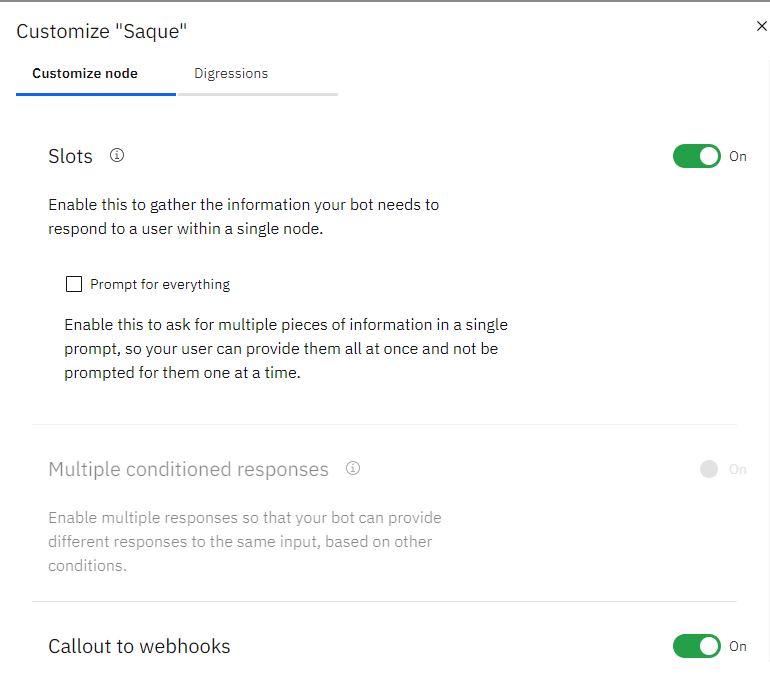 Customize "Saque"
Customize node
Digressions
Slots
On
Enable this to gather the information your bot needs to
respond to a user within a single node.
Prompt for everything
Enable this to ask for multiple pieces of information in a single
prompt, so your user can provide them all at once and not be
prompted for them one at a time.
Multiple conditioned responses
On
Enable multiple responses so that your bot can provide
different responses to the same input, based on other
conditions.
Callout to webhooks
On